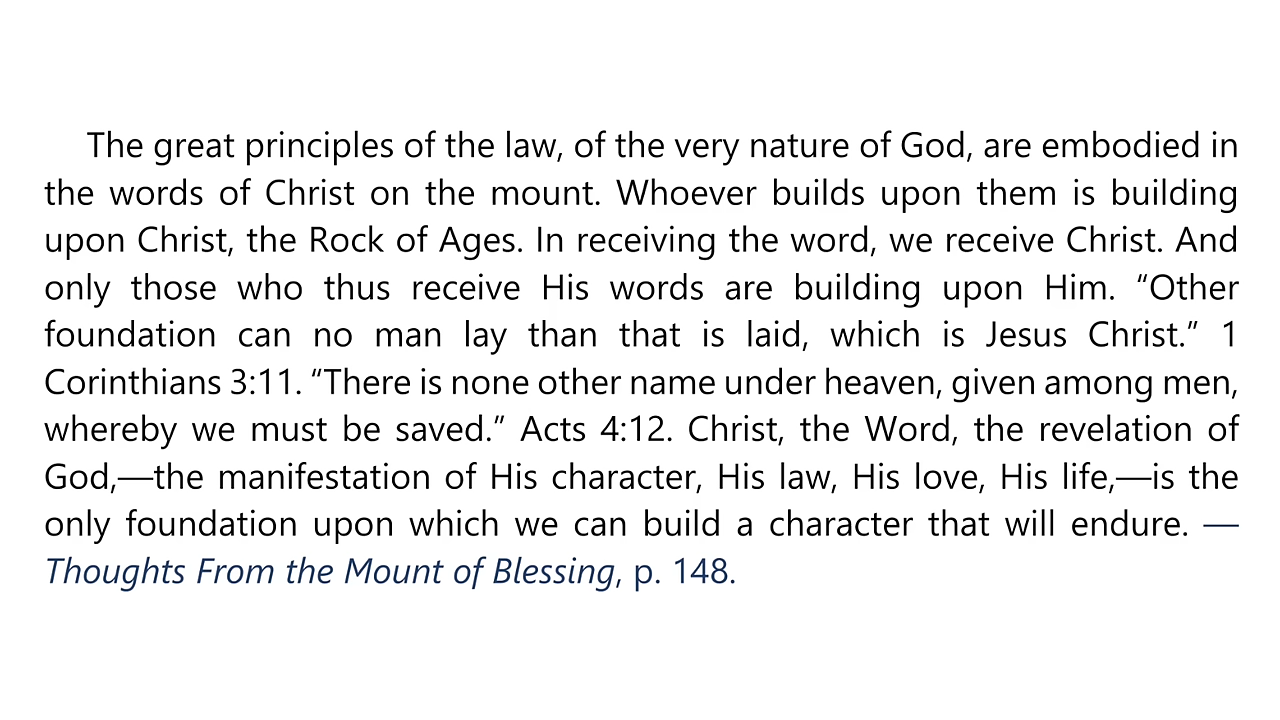 The great principles of the law, of the very nature of God, are embodied in
the words of Christ on the mount. Whoever builds upon them is building
upon Christ, the Rock of Ages. In receiving the word, we receive Christ. And
only those who thus receive His words are building upon Him. “Other
foundation can no man lay than that is laid, which is Jesus Christ.” 1
Corinthians 3:11. “There is none other name under heaven, given among men,
whereby we must be saved.” Acts 4:12. Christ, the Word, the revelation of
God,—the manifestation of His character, His law, His love, His life,—is the
only foundation upon which we can build a character that will endure. —
Thoughts From the Mount of Blessing, p. 148.